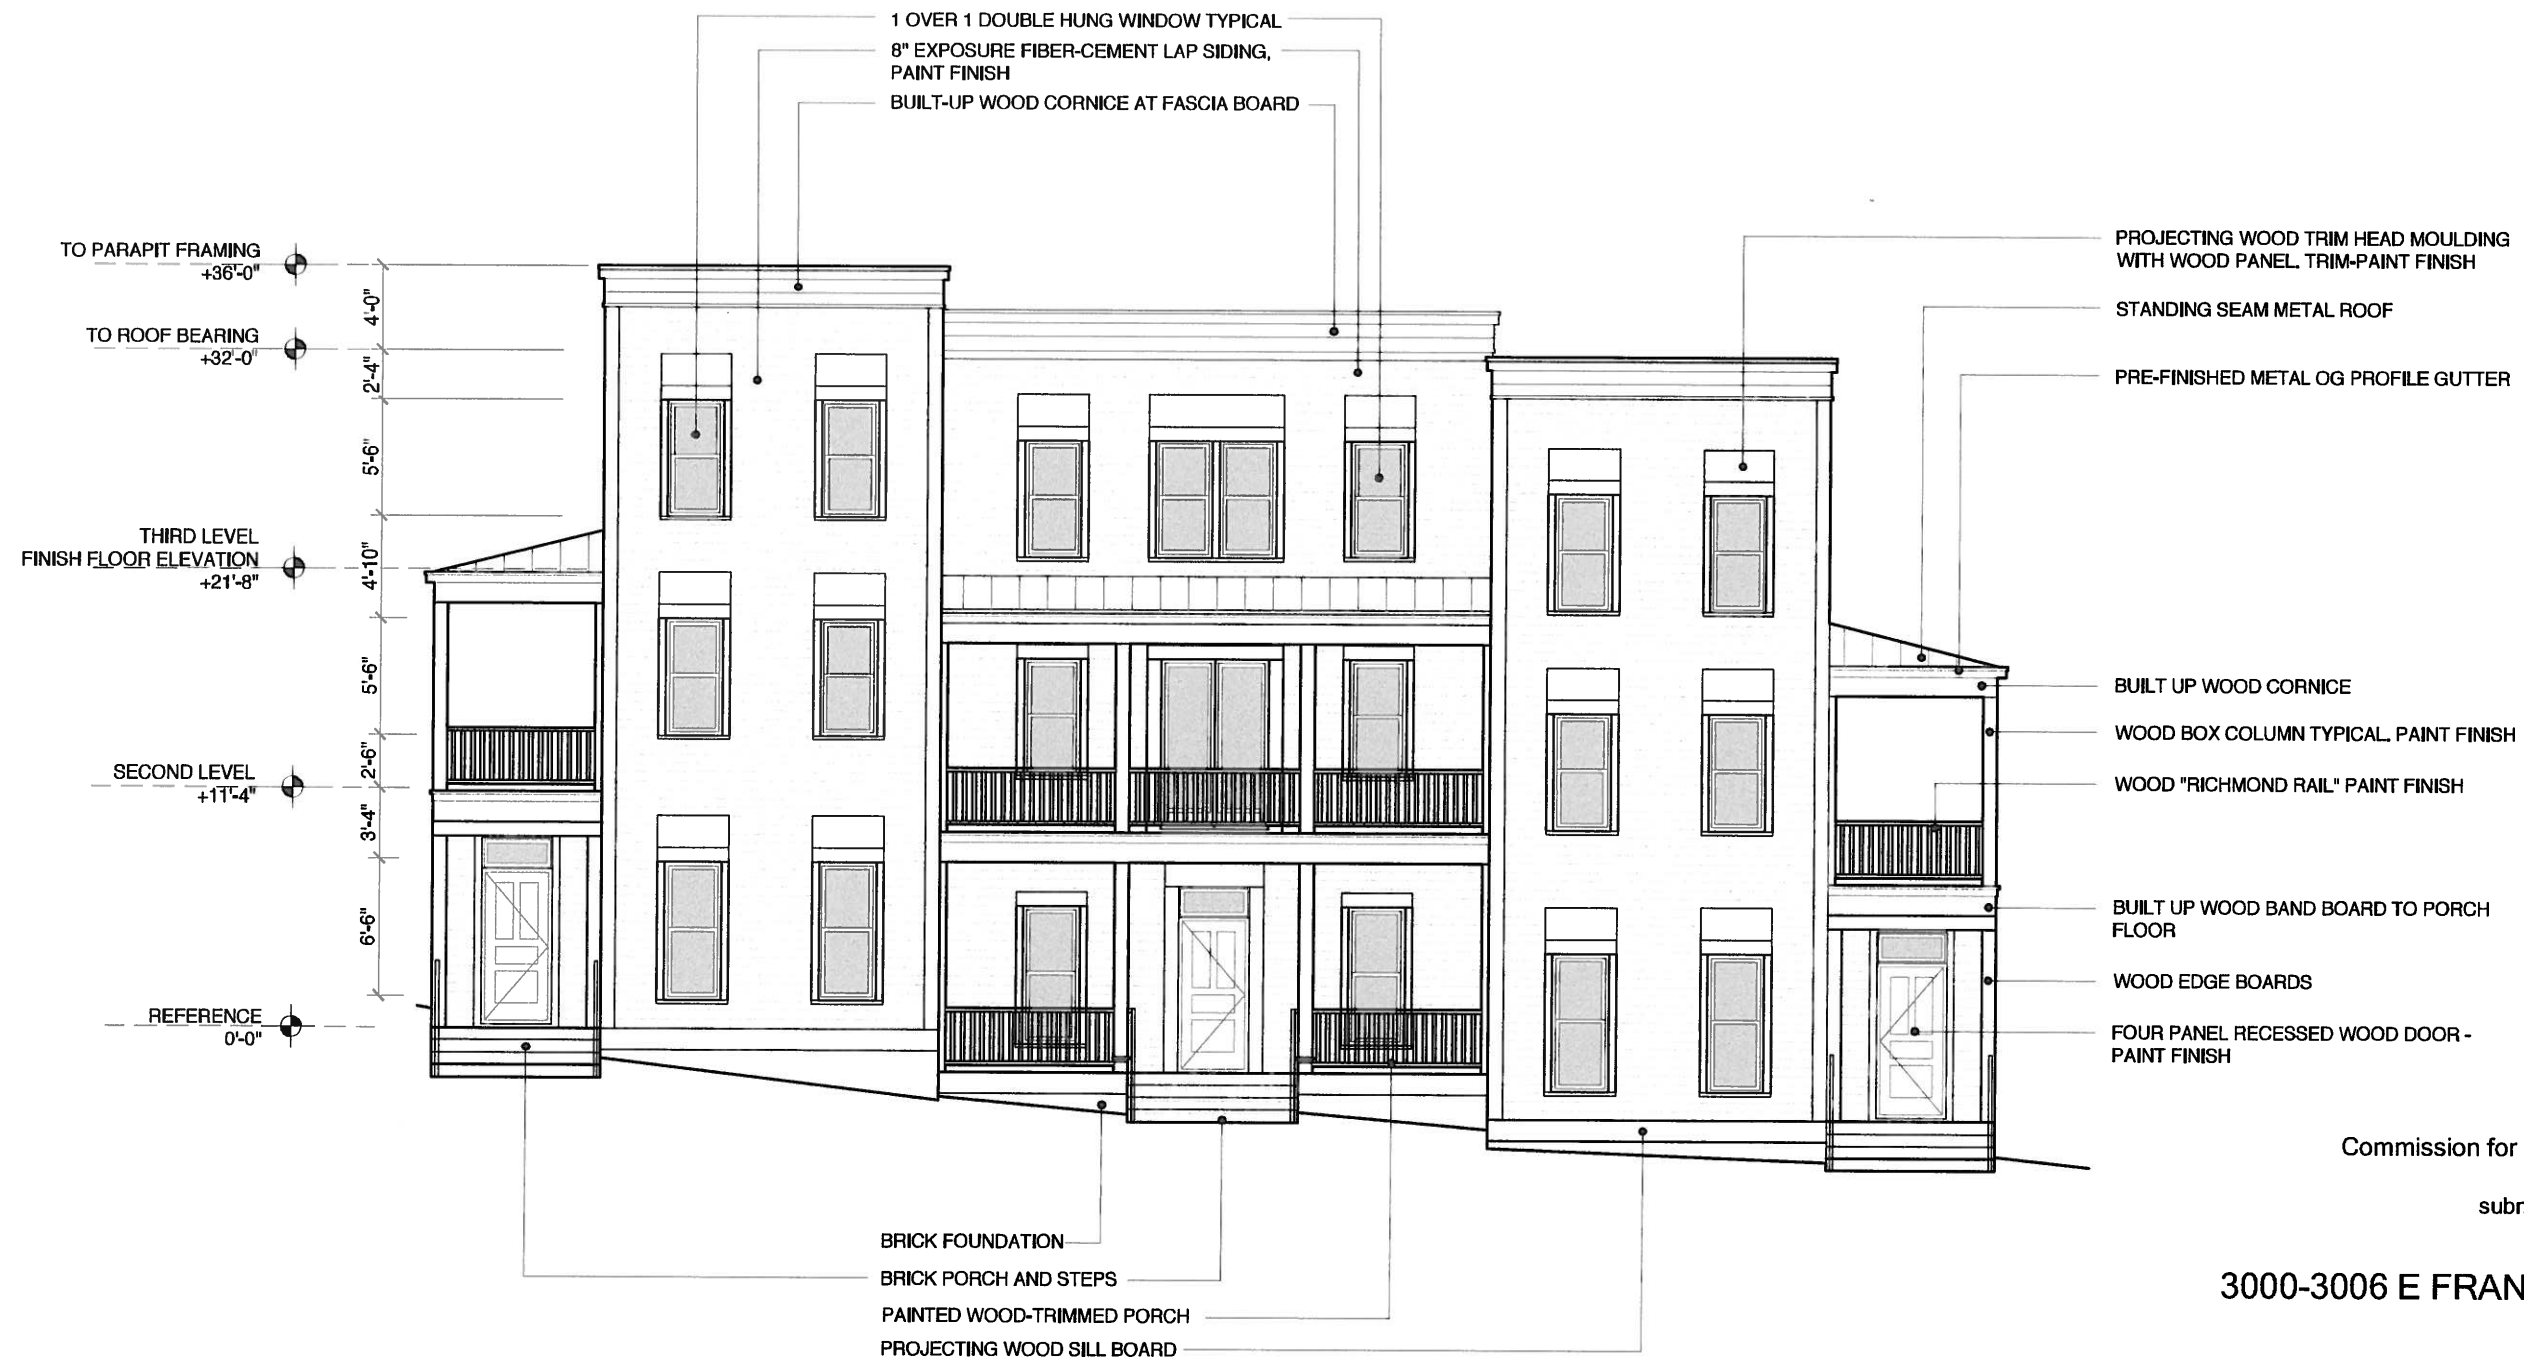 1 OVER 1 DOUBLE HUNG WINDOW TYPICAL
8" EXPOSURE FIBER-CEMENT LAP SIDING,
PAINT FINISH
BUILT-UP WOOD CORNICE AT FASCIA BOARD
TO PARAPIT FRAMING
+36'-0"
4'-0"
TO ROOF BEARING
+32'-0"
2'-4"
5'-6"
THIRD LEVEL
FINISH FLOOR ELEVATION
+21'-8"
4'-10"
5'-6"
2'-6"
SECOND LEVEL
+11'-4"
3'-4"
6'-6"
REFERENCE
0'-0"
PROJECTING WOOD TRIM HEAD MOULDING
WITH WOOD PANEL. TRIM-PAINT FINISH
STANDING SEAM METAL ROOF
PRE-FINISHED METAL OG PROFILE GUTTER
BUILT UP WOOD CORNICE
WOOD BOX COLUMN TYPICAL. PAINT FINISH
WOOD "RICHMOND RAIL" PAINT FINISH
BUILT UP WOOD BAND BOARD TO PORCH
FLOOR
WOOD EDGE BOARDS
FOUR PANEL RECESSED WOOD DOOR -
PAINT FINISH
BRICK FOUNDATION
BRICK PORCH AND STEPS
PAINTED WOOD-TRIMMED PORCH
PROJECTING WOOD SILL BOARD
Commission for
subr
3000-3006 E FRAN